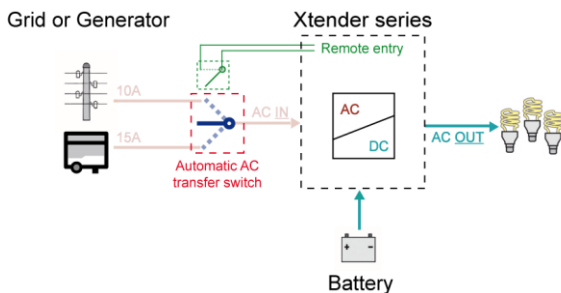 Grid or Generator
Xtender series
Remote entry
10A
AC IN
15A
AC
DC
AC OUT
Automatic AC
transfer switch
+ -
Battery